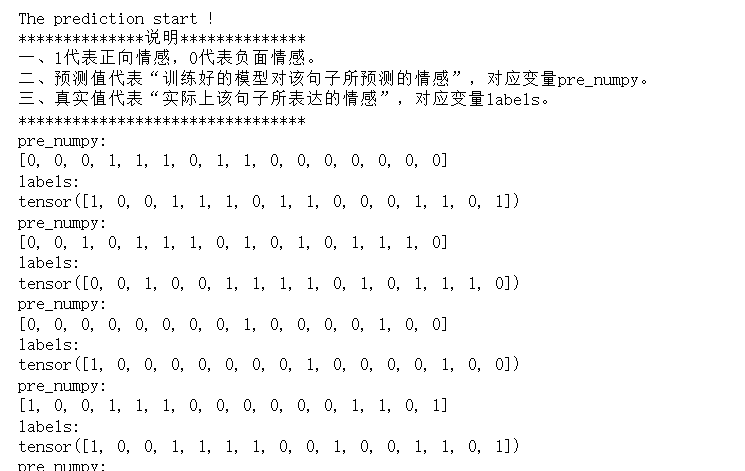 The prediction start !
**************说明**************
一、1代表正向情感，0代表负面情感。
二、预测值代表“训练好的模型对该句子所预测的情感”，对应变量pre_numpy。
三、真实值代表“实际上该句子所表达的情感”，对应变量labels。
********************************
pre_numpy:
[0, 0, 0, 1, 1, 1, 0, 1, 1, 0, 0, 0, 0, 0, 0, 0]
labels:
tensor([1, 0, 0, 1, 1, 1, 0, 1, 1, 0, 0, 0, 1, 1, 0, 1])
pre_numpy:
[0, 0, 1, 0, 1, 1, 1, 0, 1, 0, 1, 0, 1, 1, 1, 0]
labels:
tensor([0, 0, 1, 0, 0, 1, 1, 1, 1, 0, 1, 0, 1, 1, 1, 0])
pre_numpy:
[0, 0, 0, 0, 0, 0, 0, 0, 1, 0, 0, 0, 0, 1, 0, 0]
labels:
tensor([1, 0, 0, 0, 0, 0, 0, 0, 1, 0, 0, 0, 0, 1, 0, 0])
pre_numpy:
[1, 0, 0, 1, 1, 1, 0, 0, 0, 0, 0, 0, 1, 1, 0, 1]
labels:
tensor([1, 0, 0, 1, 1, 1, 1, 0, 0, 1, 0, 0, 1, 1, 0, 1])
pre_numpy: